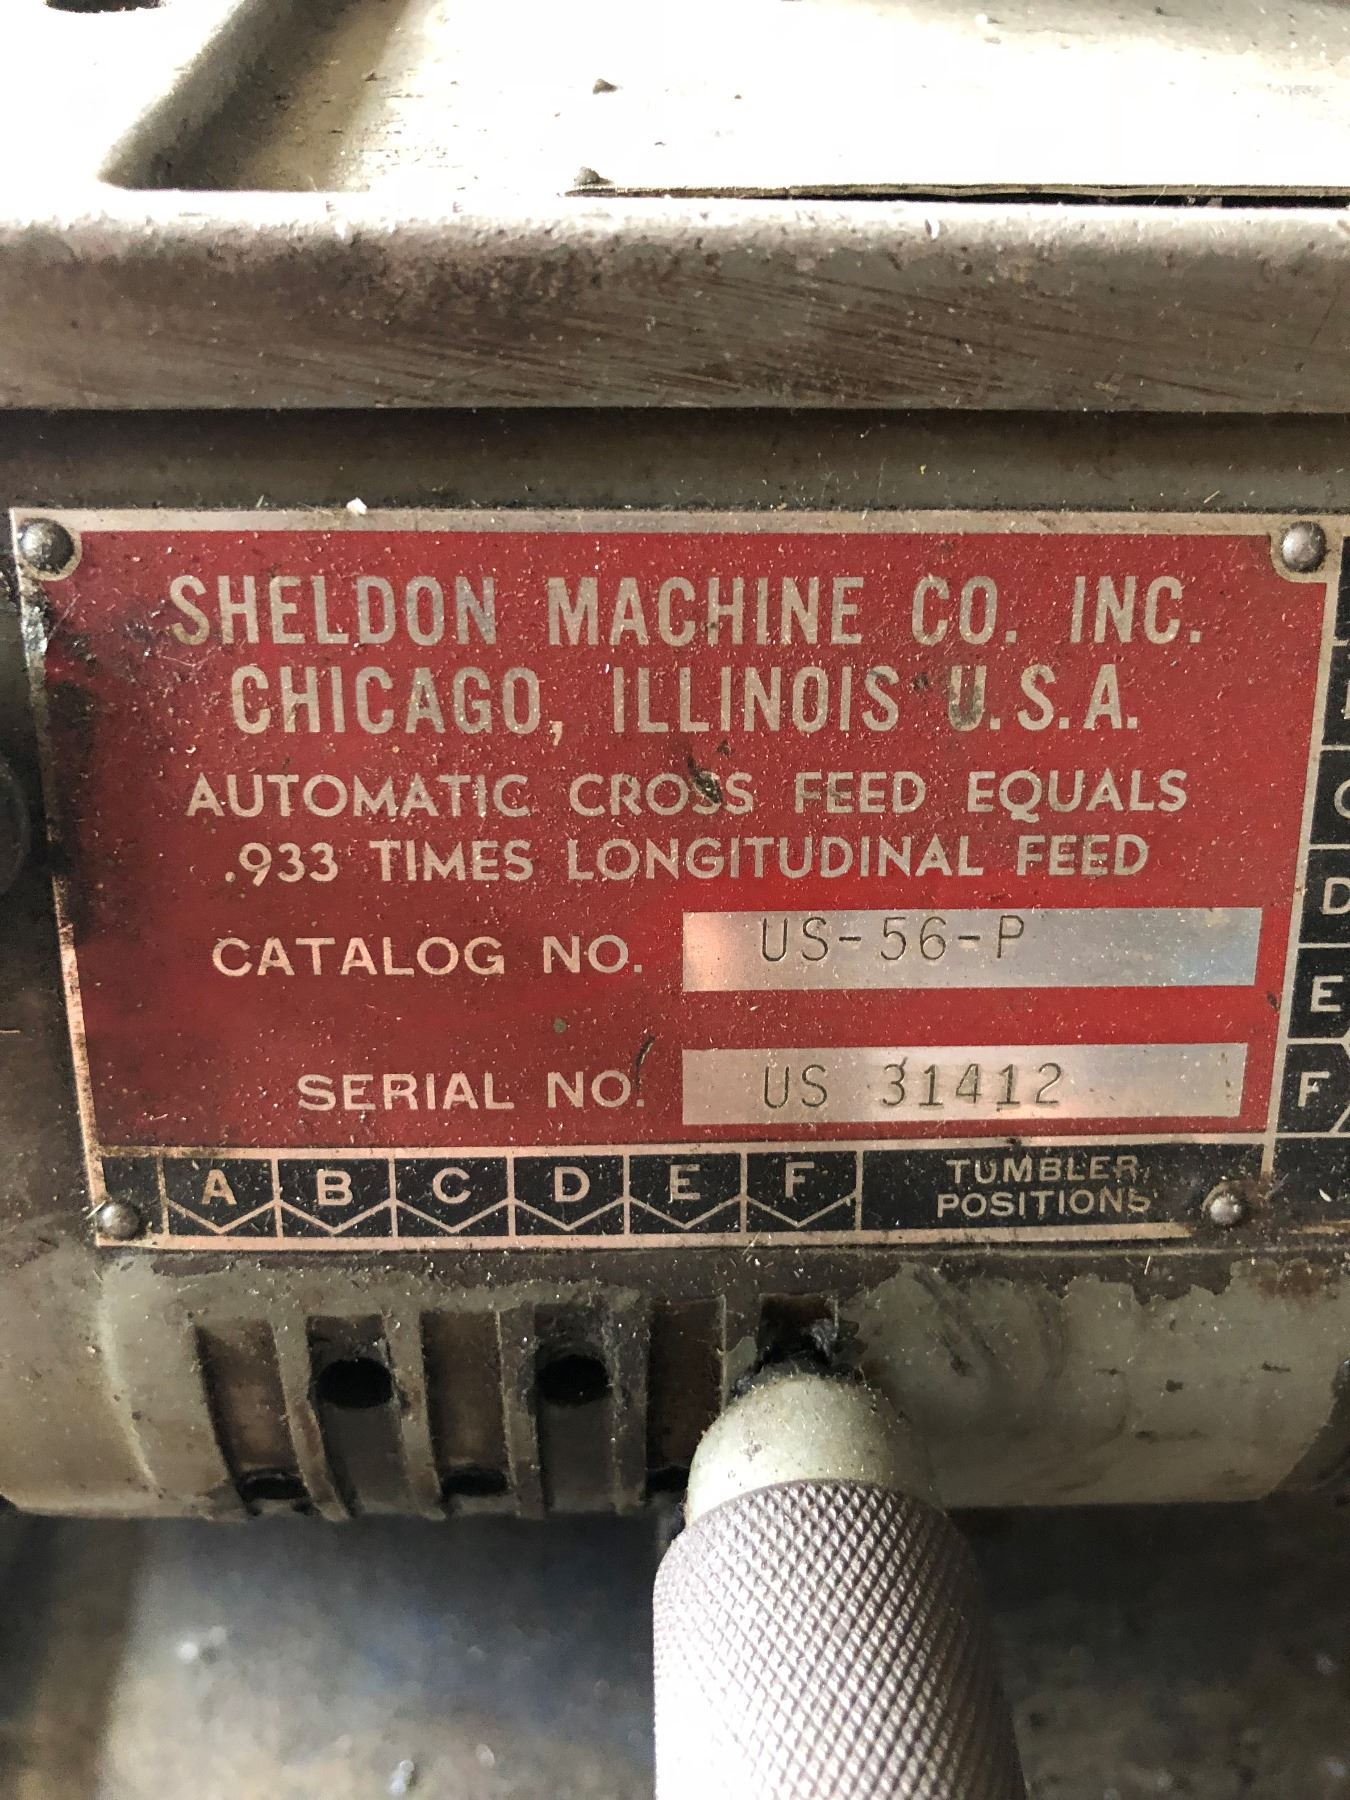 SHELDON MACHINE CO. INC.
CHICAGO, ILLINOIS U.S.A.
AUTOMATIC CROSS FEED EQUALS
.933 TIMES LONGITUDINAL FEED
CATALOG NO. US-56-P
SERIAL NO. US 31412
A B C D E F TUMBLER POSITIONS
C
D
E
F